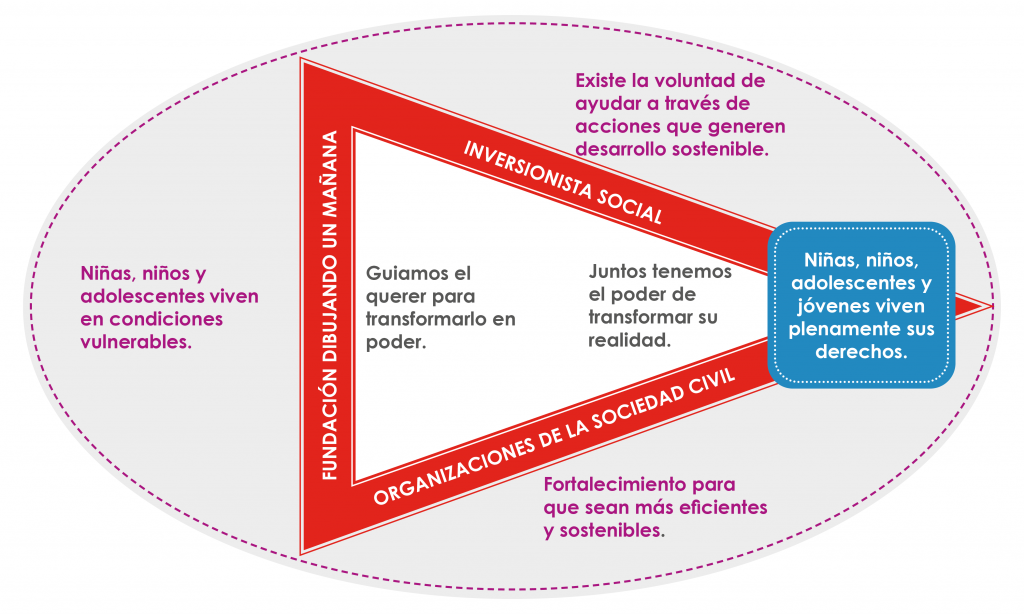 Existe la voluntad de
ayudar a través de
acciones que generen
desarrollo sostenible.
INVERSIONISTA SOCIAL
FUNDACIÓN DIBUJANDO UN MAÑANA
Niñas, niños y
adolescentes viven
en condiciones
vulnerables.
Guiamos el
querer para
transformarlo en
poder.
Juntos tenemos
el poder de
transformar su
realidad.
Niñas, niños,
adolescentes y
jóvenes viven
plenamente sus
derechos.
ORGANIZACIONES DE LA SOCIEDAD CIVIL
Fortalecimiento para
que sean más eficientes
y sostenibles.